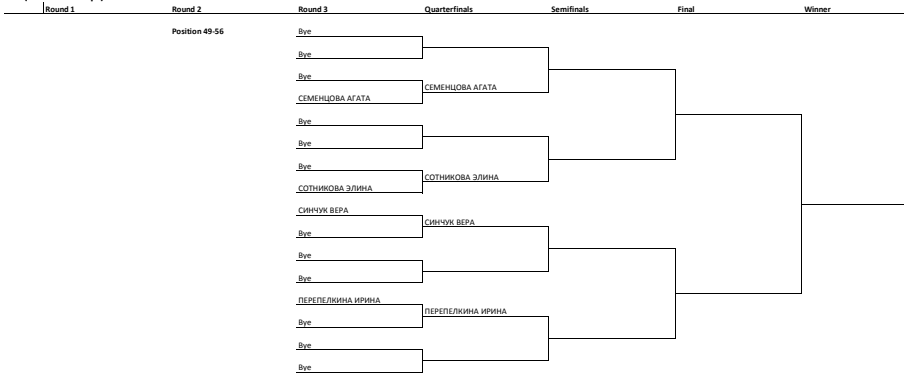 Round 1 Round 2 Round 3 Quarterfinals Semifinals Final Winner
Position 49-56 Bye
Bye
Bye
СЕМЕНЦОВА АГАТА
СЕМЕНЦОВА АГАТА
Bye
Bye
Bye
СОТНИКОВА ЭЛИНА
СОТНИКОВА ЭЛИНА
СИНЧУК ВЕРА
СИНЧУК ВЕРА
Bye
Bye
Bye
ПЕРЕПЕЛКИНА ИРИНА
ПЕРЕПЕЛКИНА ИРИНА
Bye
Bye
Bye